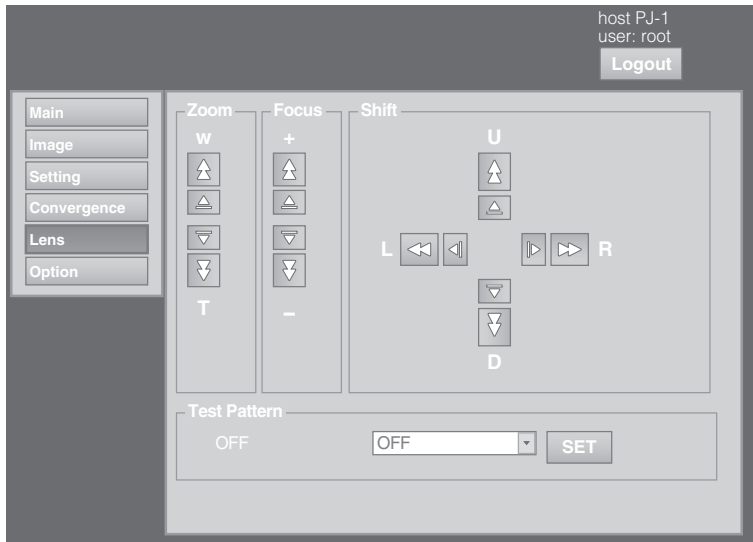 host PJ-1
user: root
Logout
Main
Image
Setting
Convergence
Lens
Option
Zoom
W
T
Focus
+
–
Shift
U
L
R
D
Test Pattern
OFF
OFF
SET